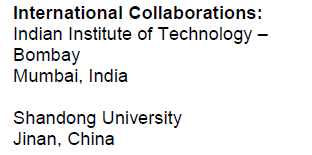 International Collaborations:
Indian Institute of Technology –
Bombay
Mumbai, India
Shandong University
Jinan, China